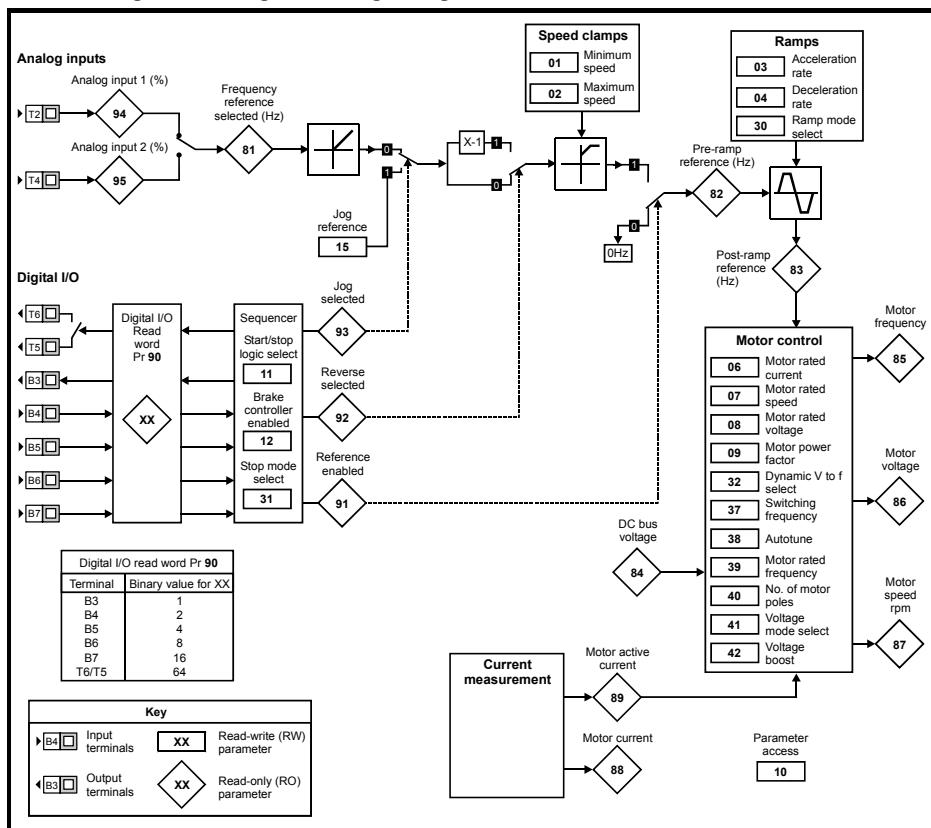 Analog inputs
Analog input 1 (%)
T2
94
Analog input 2 (%)
T4
95
Frequency
reference
selected (Hz)
81
0
1
Jog
reference
15
X-1
1
0
Speed clamps
01 Minimum
speed
02 Maximum
speed
1
0
0Hz
Pre-ramp
reference (Hz)
82
Ramps
03 Acceleration
rate
04 Deceleration
rate
30 Ramp mode
select
Post-ramp
reference
(Hz)
83
Digital I/O
T6
T5
B3
B4
B5
B6
B7
Digital I/O
Read
word
Pr 90
XX
Sequencer
Start/stop
logic select
11
Brake
controller
enabled
12
Stop mode
select
31
Jog
selected
93
Reverse
selected
92
Reference
enabled
91
Motor control
06 Motor rated
current
07 Motor rated
speed
08 Motor rated
voltage
09 Motor power
factor
32 Dynamic V to f
select
37 Switching
frequency
38 Autotune
39 Motor rated
frequency
40 No. of motor
poles
41 Voltage
mode select
42 Voltage
boost
Motor
frequency
85
Motor
voltage
86
Motor
speed
rpm
87
DC bus
voltage
84
Digital I/O read word Pr 90
Terminal Binary value for XX
B3 1
B4 2
B5 4
B6 8
B7 16
T6/T5 64
Current
measurement
Motor active
current
89
Motor current
88
Parameter
access
10
Key
B4 Input
terminals
XX Read-write (RW)
parameter
B3 Output
terminals
XX Read-only (RO)
parameter